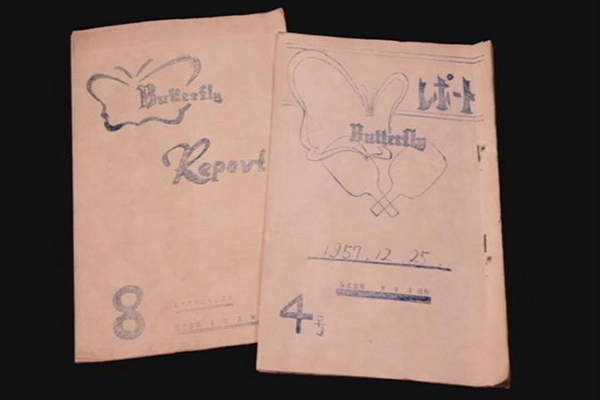 Butterfly
Report
8
レポート
Butterfly
1957.12.25.
4号